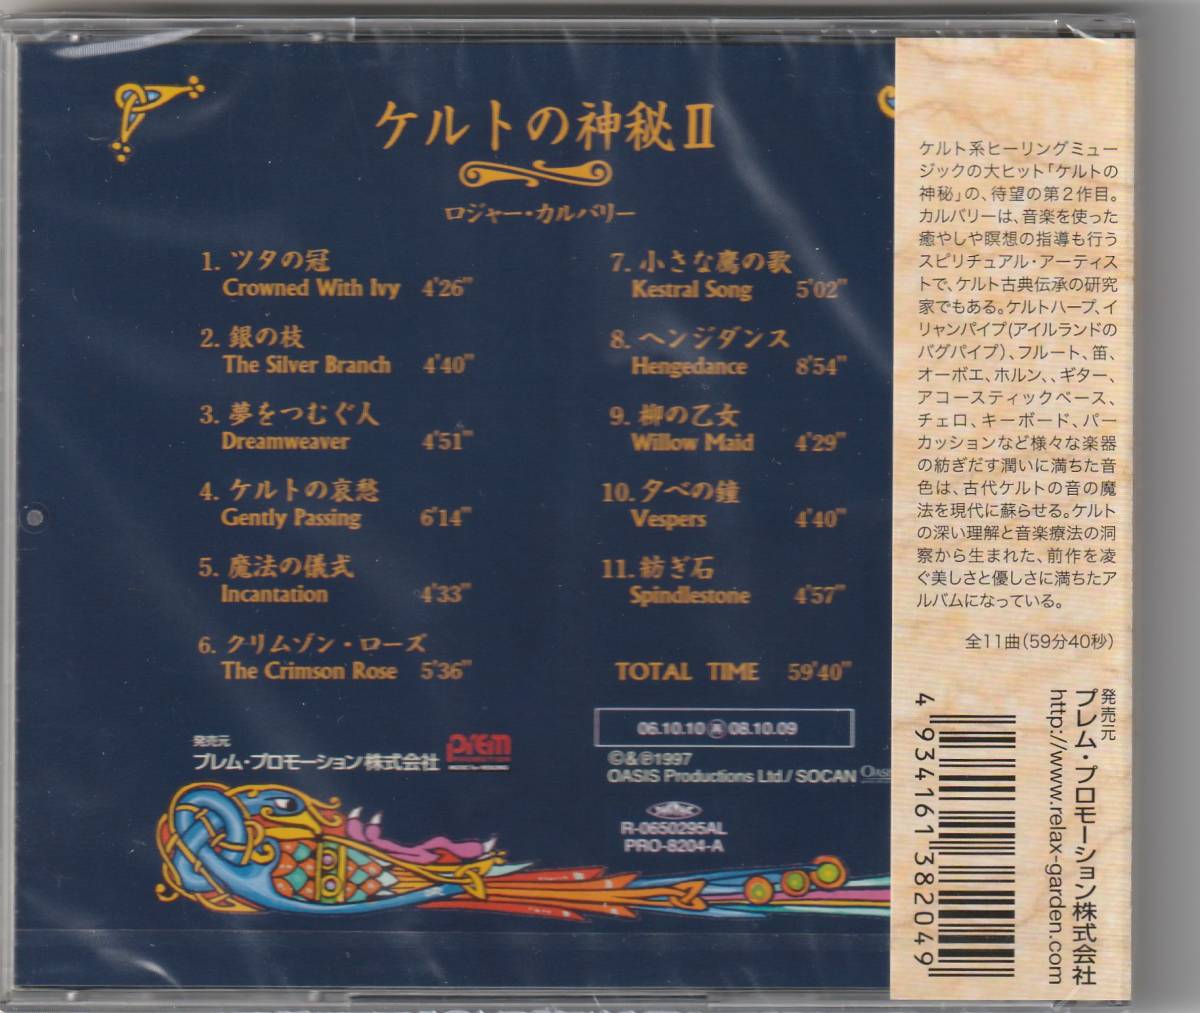 ケルトの神秘Ⅱ
ロジャー・カルバリー
1. ツタの冠
Crowned With Ivy 4'26"
2. 銀の枝
The Silver Branch 4'40"
3. 夢をつむぐ人
Dreamweaver 4'51"
4. ケルトの哀愁
Gently Passing 6'14"
5. 魔法の儀式
Incantation 4'33"
6. クリムゾン・ローズ
The Crimson Rose 5'36"
7. 小さな鷹の歌
Kestral Song 5'02"
8. ヘンジダンス
Hengedance 8'54"
9. 柳の乙女
Willow Maid 4'29"
10. 夕べの鐘
Vespers 4'40"
11. 紡ぎ石
Spindlestone 4'57"
TOTAL TIME 59'40"
06.10.10 再 08.10.09
発売元
プレム・プロモーション株式会社
Prem
PROMOTION
©&℗1997
OASIS Productions Ltd./ SOCAN
R-0650295AL
PRO-8204-A
ケルト系ヒーリングミュー
ジックの大ヒット「ケルトの
神秘」の、待望の第2作目。
カルバリーは、音楽を使った
癒やしや瞑想の指導も行う
スピリチュアル・アーティス
トで、ケルト古典伝承の研究
家でもある。ケルトハープ、イ
リャンパイプ(アイルランドの
バグパイプ)、フルート、笛、
オーボエ、ホルン、、ギター、
アコースティックベース、
チェロ、キーボード、パー
カッションなど様々な楽器
の紡ぎだす潤いに満ちた音
色は、古代ケルトの音の魔
法を現代に蘇らせる。ケルト
の深い理解と音楽療法の洞
察から生まれた、前作を凌
ぐ美しさと優しさに満ちたア
ルバムになっている。
全11曲(59分40秒)
発売元
プレム・プロモーション株式会社
http://www.relax-garden.com
4 934161 382049